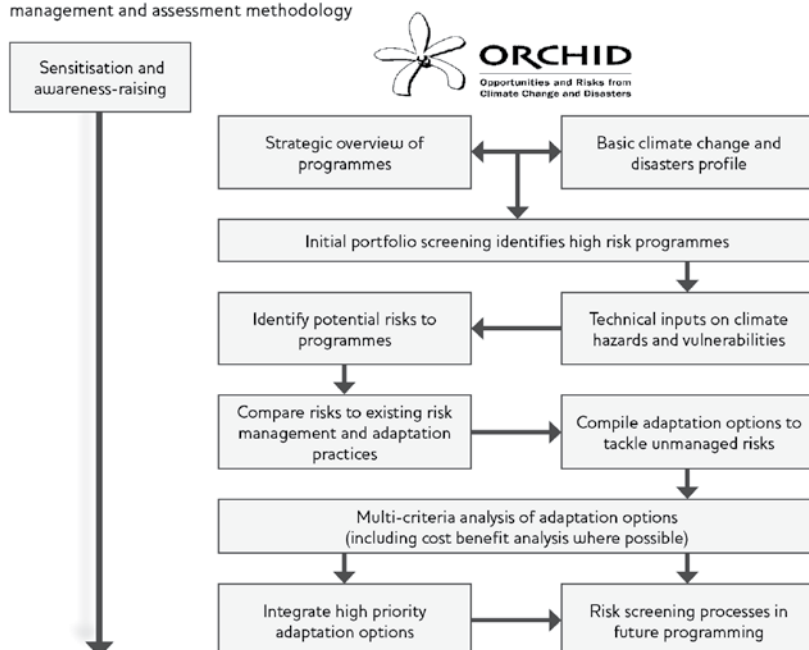 management and assessment methodology
ORCHID
Opportunities and Risks from
Climate Change and Disasters
Sensitisation and
awareness-raising
Strategic overview of
programmes
Basic climate change and
disasters profile
Initial portfolio screening identifies high risk programmes
Identify potential risks to
programmes
Technical inputs on climate
hazards and vulnerabilities
Compare risks to existing risk
management and adaptation
practices
Compile adaptation options to
tackle unmanaged risks
Multi-criteria analysis of adaptation options
(including cost benefit analysis where possible)
Integrate high priority
adaptation options
Risk screening processes in
future programming